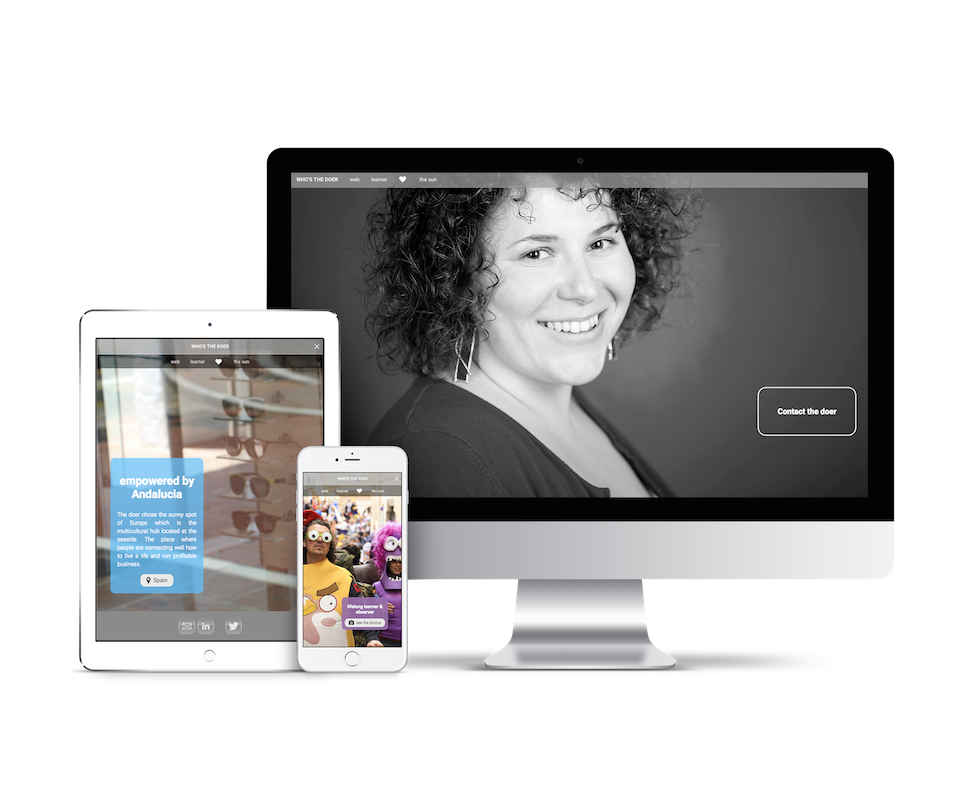 WHO'S THE DOER web learner the sun
Contact the doer
WHO'S THE DOER
web learner the sun
empowered by
Andalucia
The doer chose the sunny spot
of Europe which is the
multicultural hub located at the
seaside. The place where
people are connecting well how
to live a life and run profitable
business.
Spain
in
WHO'S THE DOER
web learner the sun
lifelong learner &
observer
see the photos